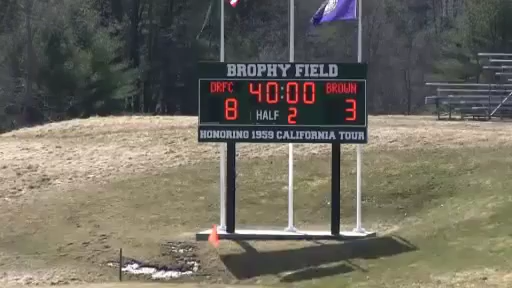 BROPHY FIELD
DRFC 40:00 BROWN
8 HALF 2 3
HONORING 1959 CALIFORNIA TOUR